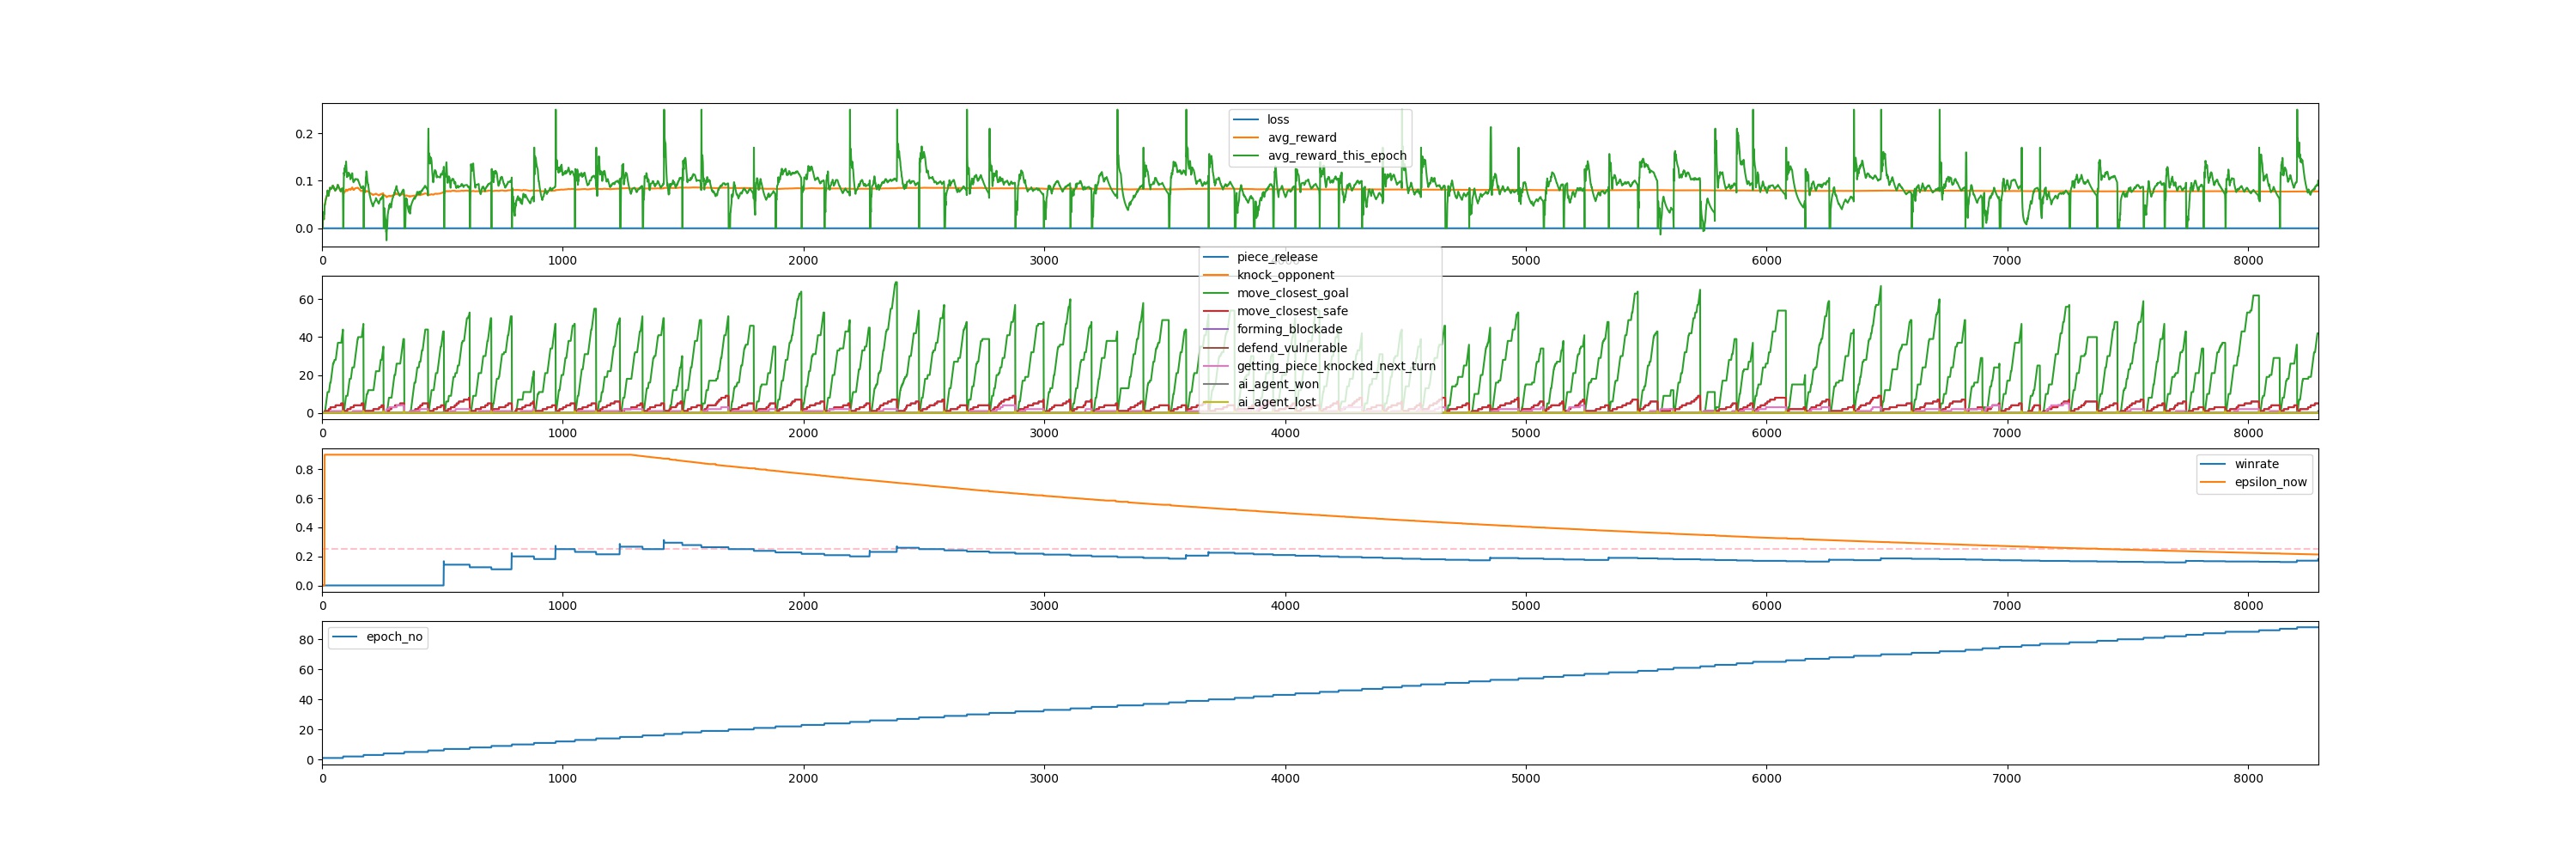 loss
avg_reward
avg_reward_this_epoch
0.2
0.1
0.0
0 1000 2000 3000 4000 5000 6000 7000 8000
piece_release
knock_opponent
move_closest_goal
move_closest_safe
forming_blockade
defend_vulnerable
getting_piece_knocked_next_turn
ai_agent_won
ai_agent_lost
60
40
20
0
0 1000 2000 3000 4000 5000 6000 7000 8000
winrate
epsilon_now
0.8
0.6
0.4
0.2
0.0
0 1000 2000 3000 4000 5000 6000 7000 8000
epoch_no
80
60
40
20
0
0 1000 2000 3000 4000 5000 6000 7000 8000